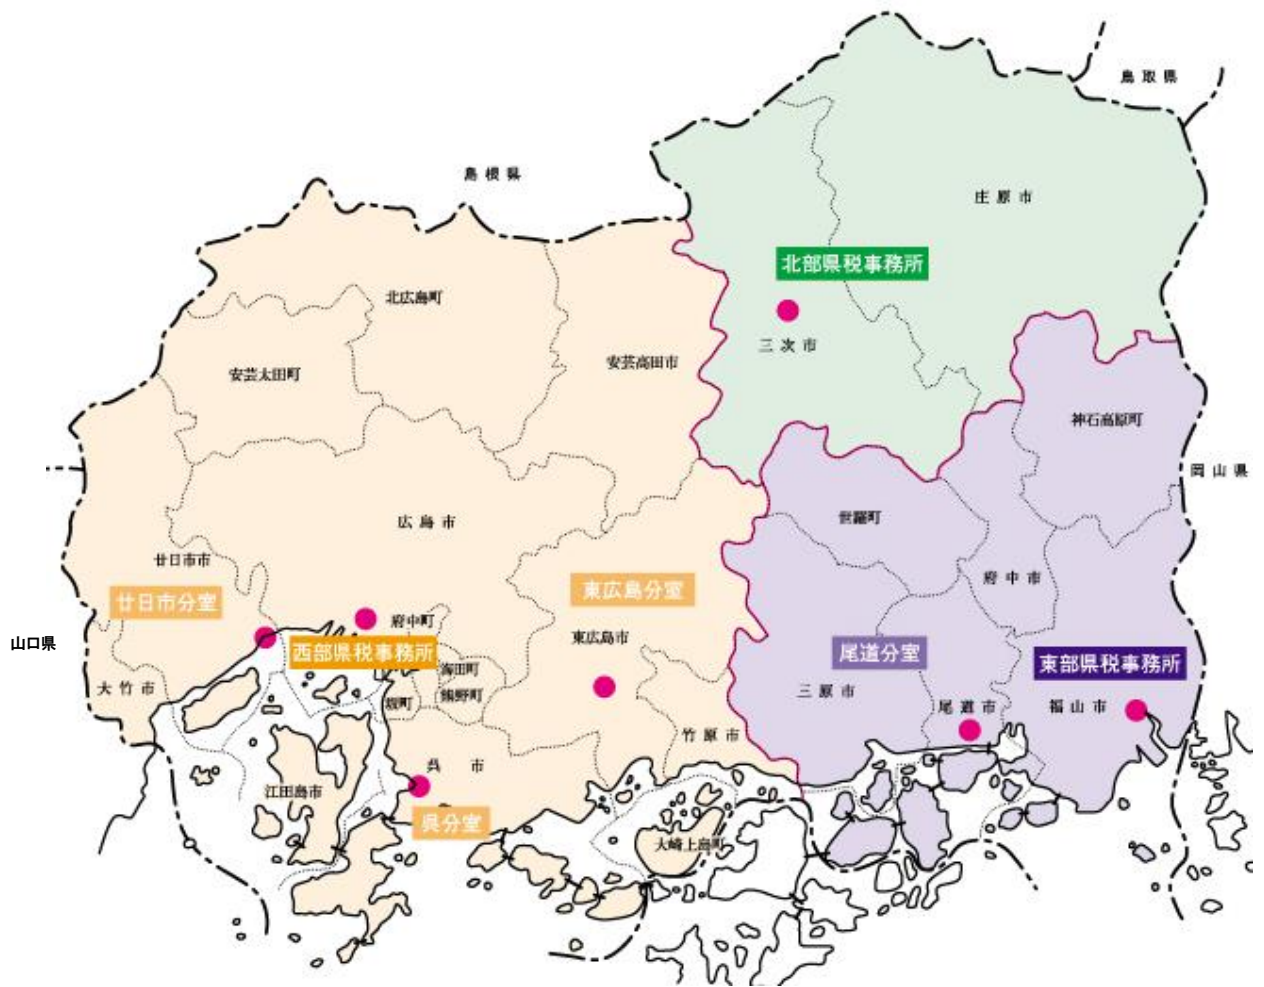 鳥取県
島根県
庄原市
北部県税事務所
北広島町
三次市
安芸高田市
安芸太田町
神石高原町
岡山県
世羅町
広島市
廿日市市
府中市
東広島分室
廿日市分室
府中町
東広島市
山口県
西部県税事務所
尾道分室
東部県税事務所
海田町
大竹市
熊野町
三原市
坂町
尾道市
福山市
竹原市
呉市
江田島市
呉分室
大崎上島町